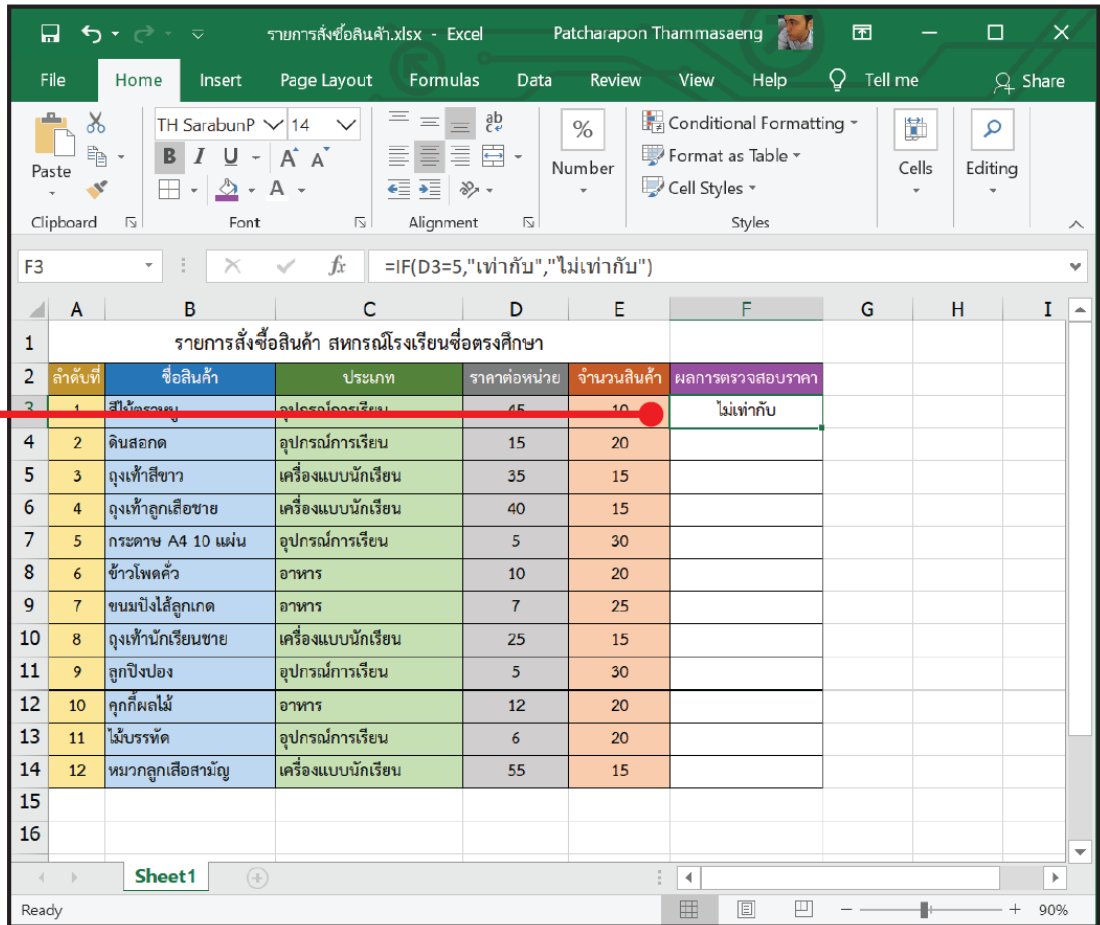 รายการสั่งซื้อสินค้า.xlsx - Excel Patcharapon Thammasaeng
File Home Insert Page Layout Formulas Data Review View Help Tell me Share
Paste TH SarabunP 14 Number Conditional Formatting Format as Table Cell Styles Cells Editing
Clipboard Font Alignment Styles
F3 fx =IF(D3=5,"เท่ากับ","ไม่เท่ากับ")
A B C D E F G H I
1 รายการสั่งซื้อสินค้า สหกรณ์โรงเรียนซื่อตรงศึกษา
2 ลำดับที่ ชื่อสินค้า ประเภท ราคาต่อหน่วย จำนวนสินค้า ผลการตรวจสอบราคา
3 1 สีไม้ตราหมู อุปกรณ์การเรียน 45 10 ไม่เท่ากับ
4 2 ดินสอกด อุปกรณ์การเรียน 15 20
5 3 ถุงเท้าสีขาว เครื่องแบบนักเรียน 35 15
6 4 ถุงเท้าลูกเสือชาย เครื่องแบบนักเรียน 40 15
7 5 กระดาษ A4 10 แผ่น อุปกรณ์การเรียน 5 30
8 6 ข้าวโพดคั่ว อาหาร 10 20
9 7 ขนมปังไส้ลูกเกด อาหาร 7 25
10 8 ถุงเท้านักเรียนชาย เครื่องแบบนักเรียน 25 15
11 9 ลูกปิงปอง อุปกรณ์การเรียน 5 30
12 10 คุกกี้ผลไม้ อาหาร 12 20
13 11 ไม้บรรทัด อุปกรณ์การเรียน 6 20
14 12 หมวกลูกเสือสามัญ เครื่องแบบนักเรียน 55 15
15
16
Sheet1
Ready 90%